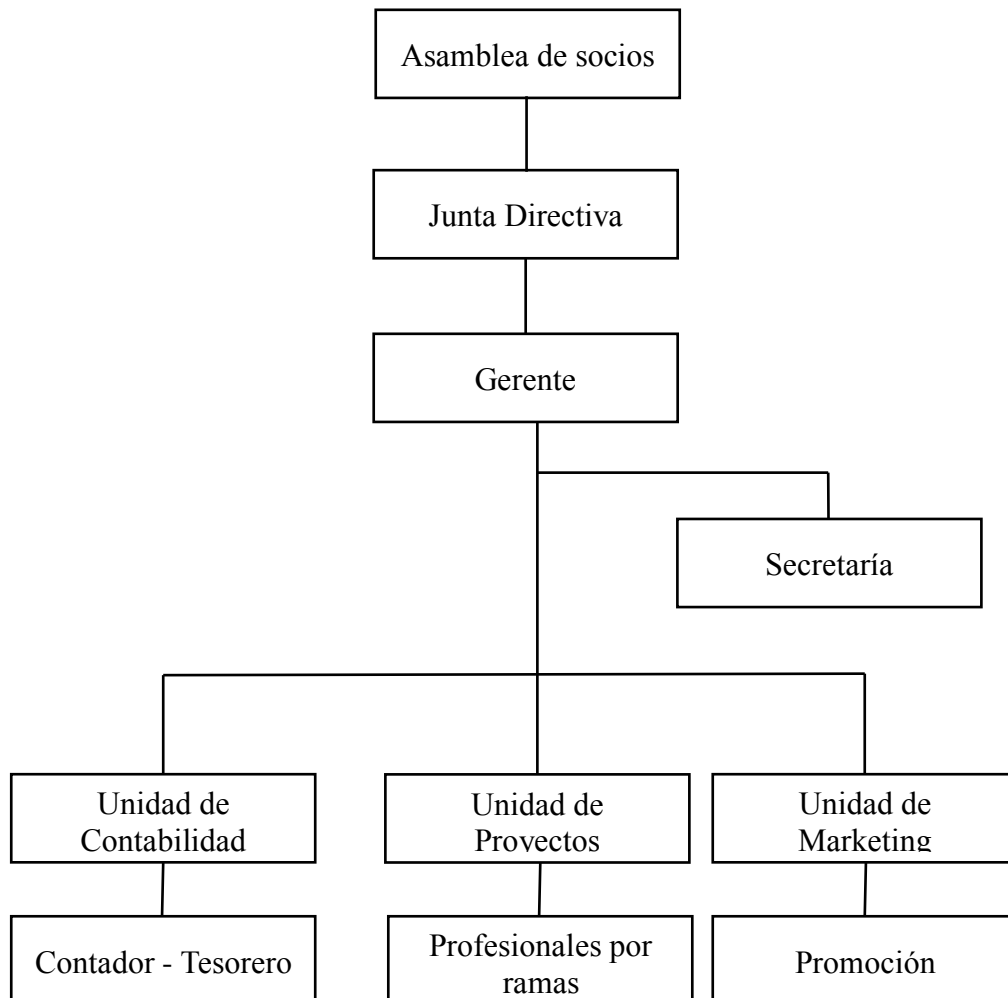 Asamblea de socios
Junta Directiva
Gerente
Secretaría
Unidad de
Contabilidad
Unidad de
Proyectos
Unidad de
Marketing
Contador - Tesorero
Profesionales por
ramas
Promoción